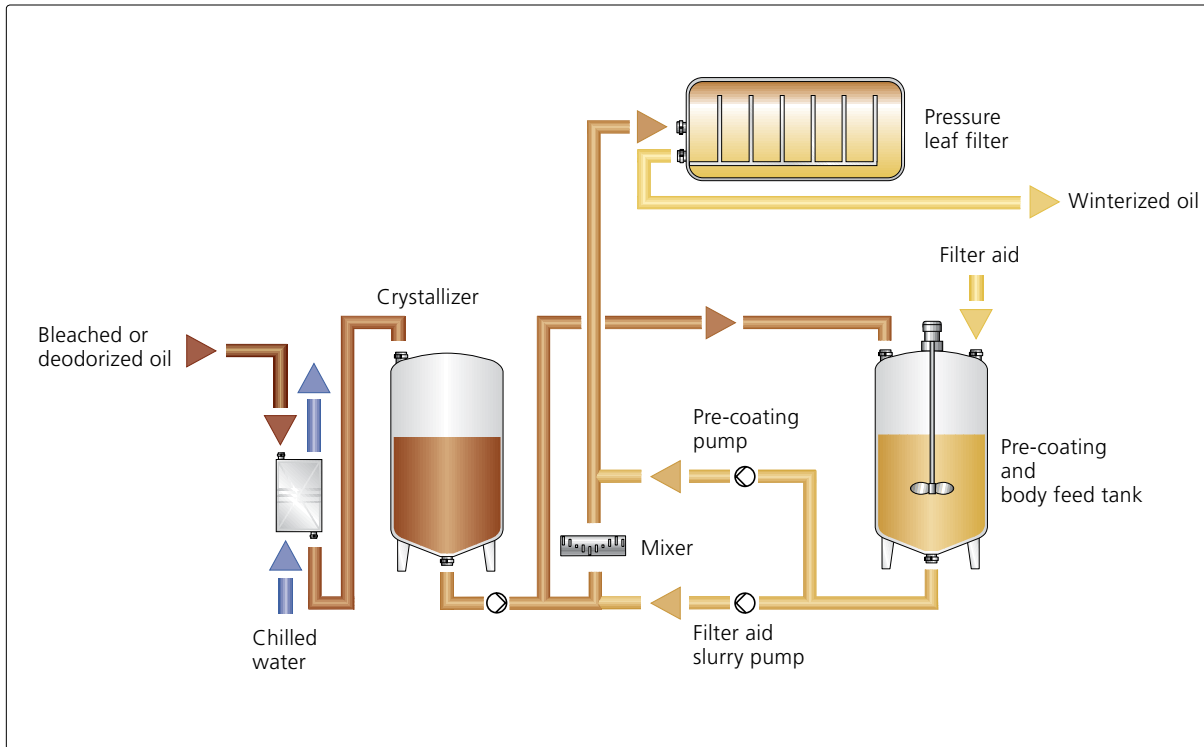 Pressure
leaf filter
Winterized oil
Filter aid
Crystallizer
Bleached or
deodorized oil
Pre-coating
pump
Pre-coating
and
body feed tank
Mixer
Chilled
water
Filter aid
slurry pump